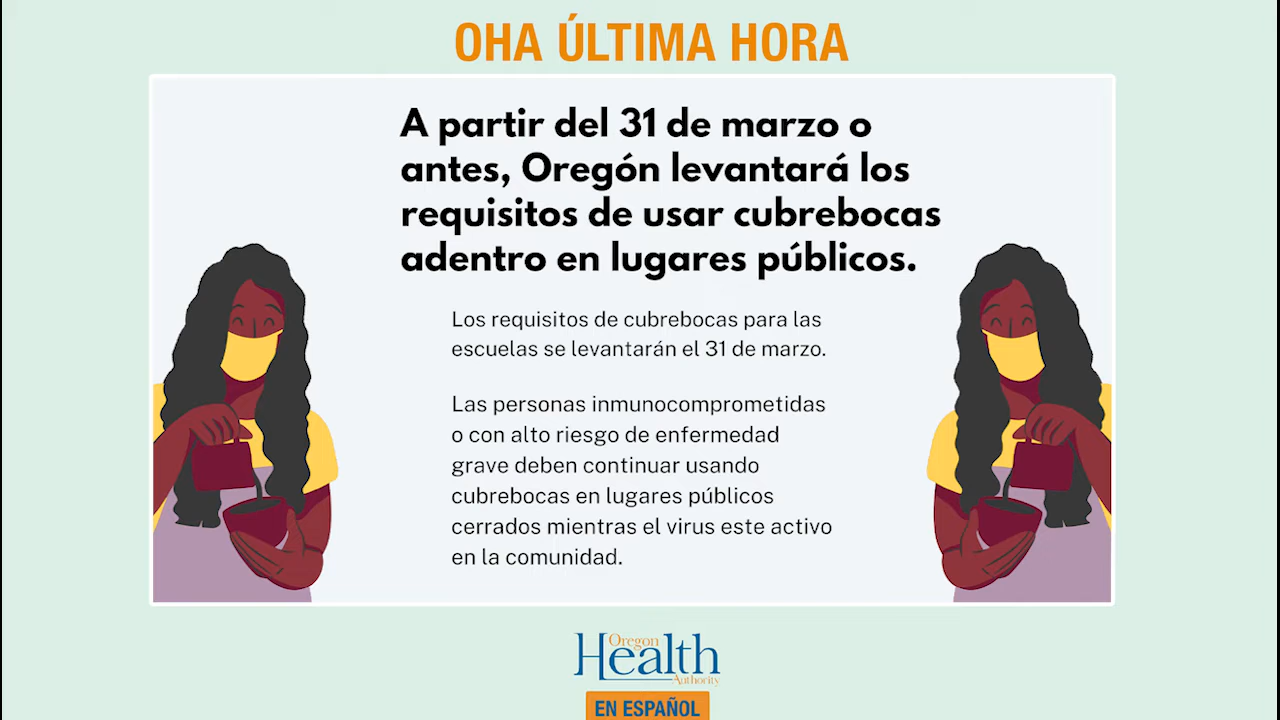 OHA ÚLTIMA HORA
A partir del 31 de marzo o
antes, Oregón levantará los
requisitos de usar cubrebocas
adentro en lugares públicos.
Los requisitos de cubrebocas para las
escuelas se levantarán el 31 de marzo.
Las personas inmunocomprometidas
o con alto riesgo de enfermedad
grave deben continuar usando
cubrebocas en lugares públicos
cerrados mientras el virus este activo
en la comunidad.
Oregon
Health
Authority
EN ESPAÑOL